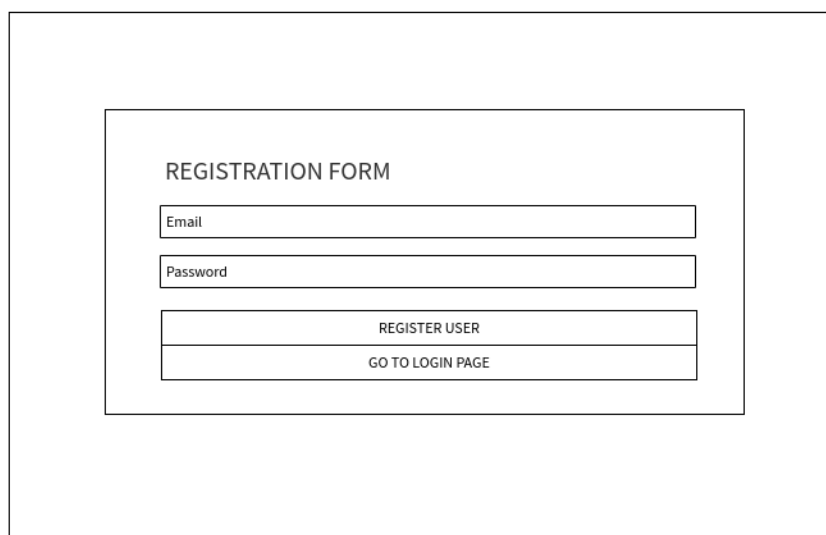 REGISTRATION FORM
Email
Password
REGISTER USER
GO TO LOGIN PAGE